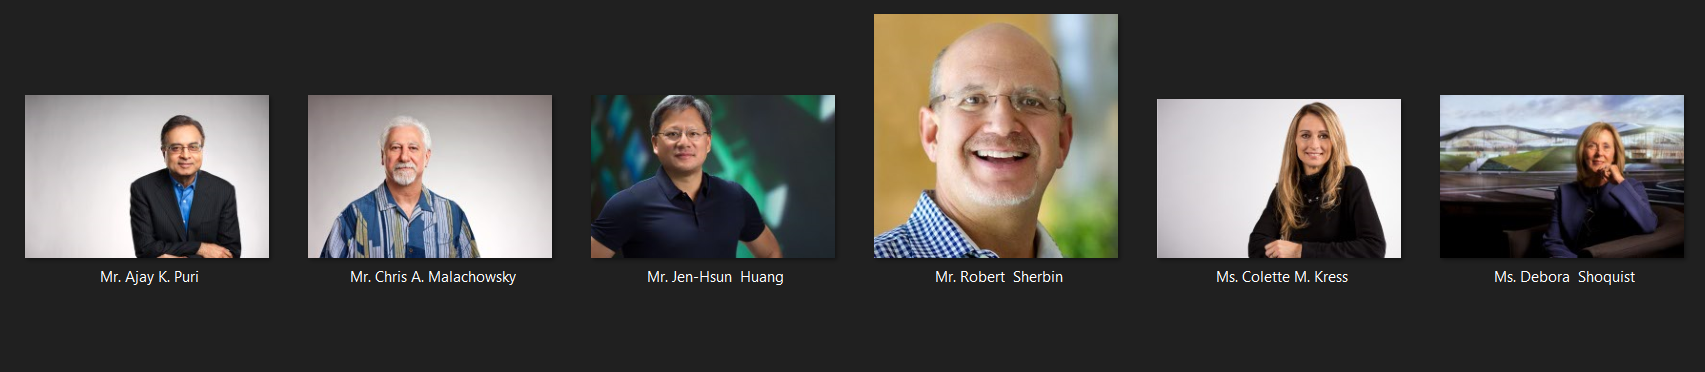 Mr. Ajay K. Puri
Mr. Chris A. Malachowsky
Mr. Jen-Hsun  Huang
Mr. Robert  Sherbin
Ms. Colette M. Kress
Ms. Debora  Shoquist